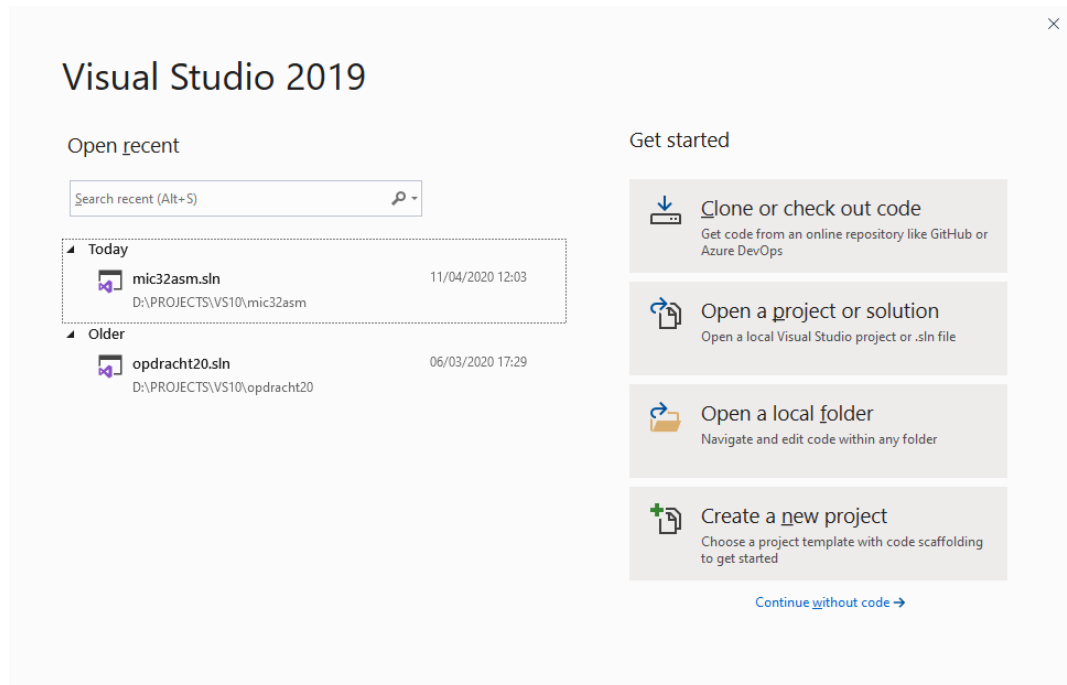 Visual Studio 2019
Open recent
Search recent (Alt+S)
Today
mic32asm.sln 11/04/2020 12:03
D:\PROJECTS\VS10\mic32asm
Older
opdracht20.sln 06/03/2020 17:29
D:\PROJECTS\VS10\opdracht20
Get started
Clone or check out code
Get code from an online repository like GitHub or
Azure DevOps
Open a project or solution
Open a local Visual Studio project or .sln file
Open a local folder
Navigate and edit code within any folder
Create a new project
Choose a project template with code scaffolding
to get started
Continue without code